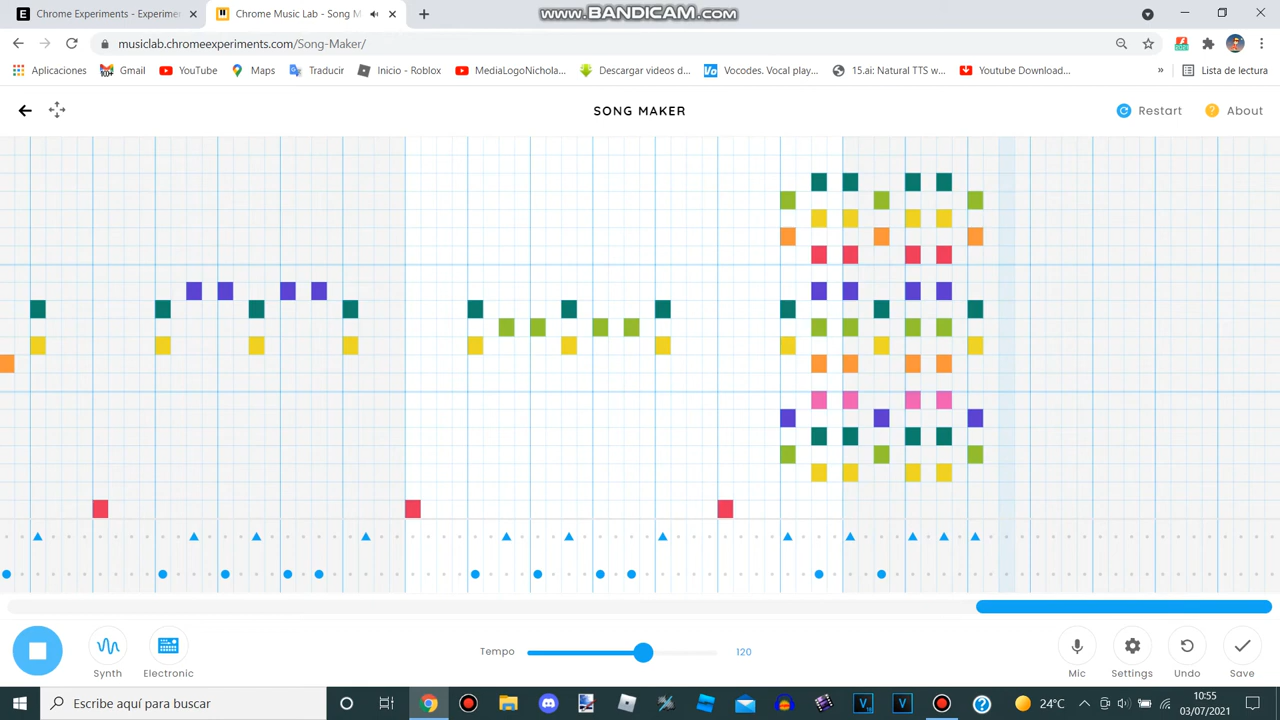 Chrome Experiments - Experimen
Chrome Music Lab - Song M
www.BANDICAM.com
musiclab.chromeexperiments.com/Song-Maker/
Aplicaciones
Gmail
YouTube
Maps
Traducir
Inicio - Roblox
MediaLogoNichola...
Descargar videos d...
Vocodes. Vocal play...
15.ai: Natural TTS w...
Youtube Download...
»
Lista de lectura
SONG MAKER
Restart
About
Synth
Electronic
Tempo
120
Mic
Settings
Undo
Save
Escribe aquí para buscar
24°C
10:55
03/07/2021